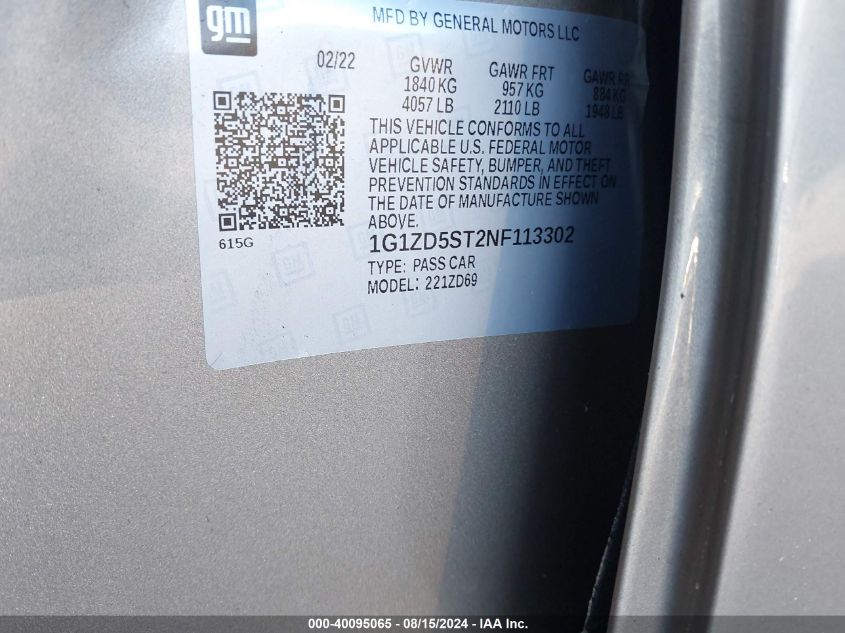 gm
MFD BY GENERAL MOTORS LLC
02/22
GVWR GAWR FRT GAWR RR
1840 KG 957 KG 884 KG
4057 LB 2110 LB 1948 LB
THIS VEHICLE CONFORMS TO ALL
APPLICABLE U.S. FEDERAL MOTOR
VEHICLE SAFETY, BUMPER, AND THEFT
PREVENTION STANDARDS IN EFFECT ON
THE DATE OF MANUFACTURE SHOWN
ABOVE.
615G
1G1ZD5ST2NF113302
TYPE: PASS CAR
MODEL: 221ZD69
000-40095065 - 08/15/2024 - IAA Inc.